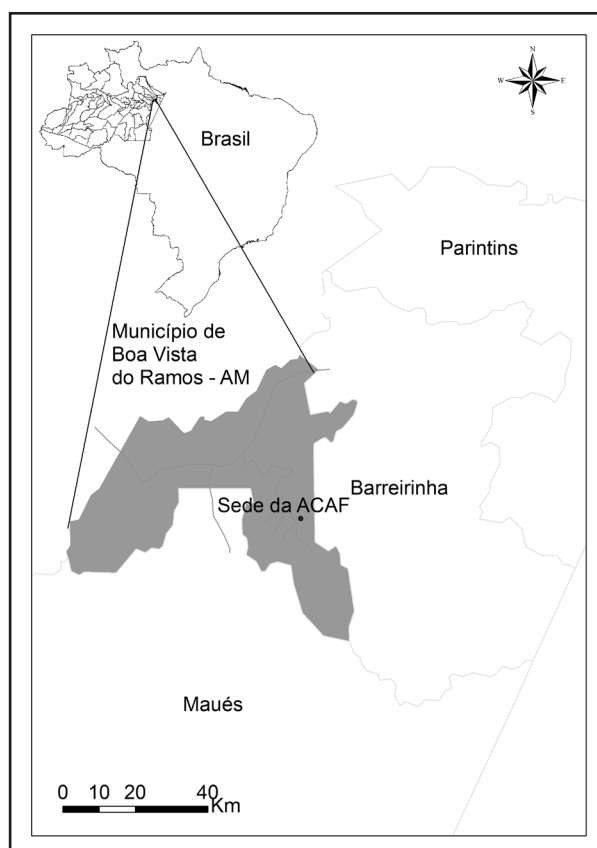 N
W E
S
Brasil
Parintins
Município de
Boa Vista
do Ramos - AM
Barreirinha
Sede da ACAF
Maués
0 10 20 40
Km